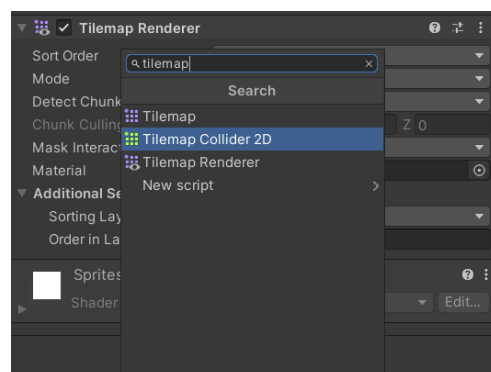 Tilemap Renderer
Sort Order
Mode
Detect Chunk
Chunk Culling
Z 0
Mask Interac
Material
Additional Se
Sorting Lay
Order in La
Sprites
Shader
Edit...
tilemap
Search
Tilemap
Tilemap Collider 2D
Tilemap Renderer
New script